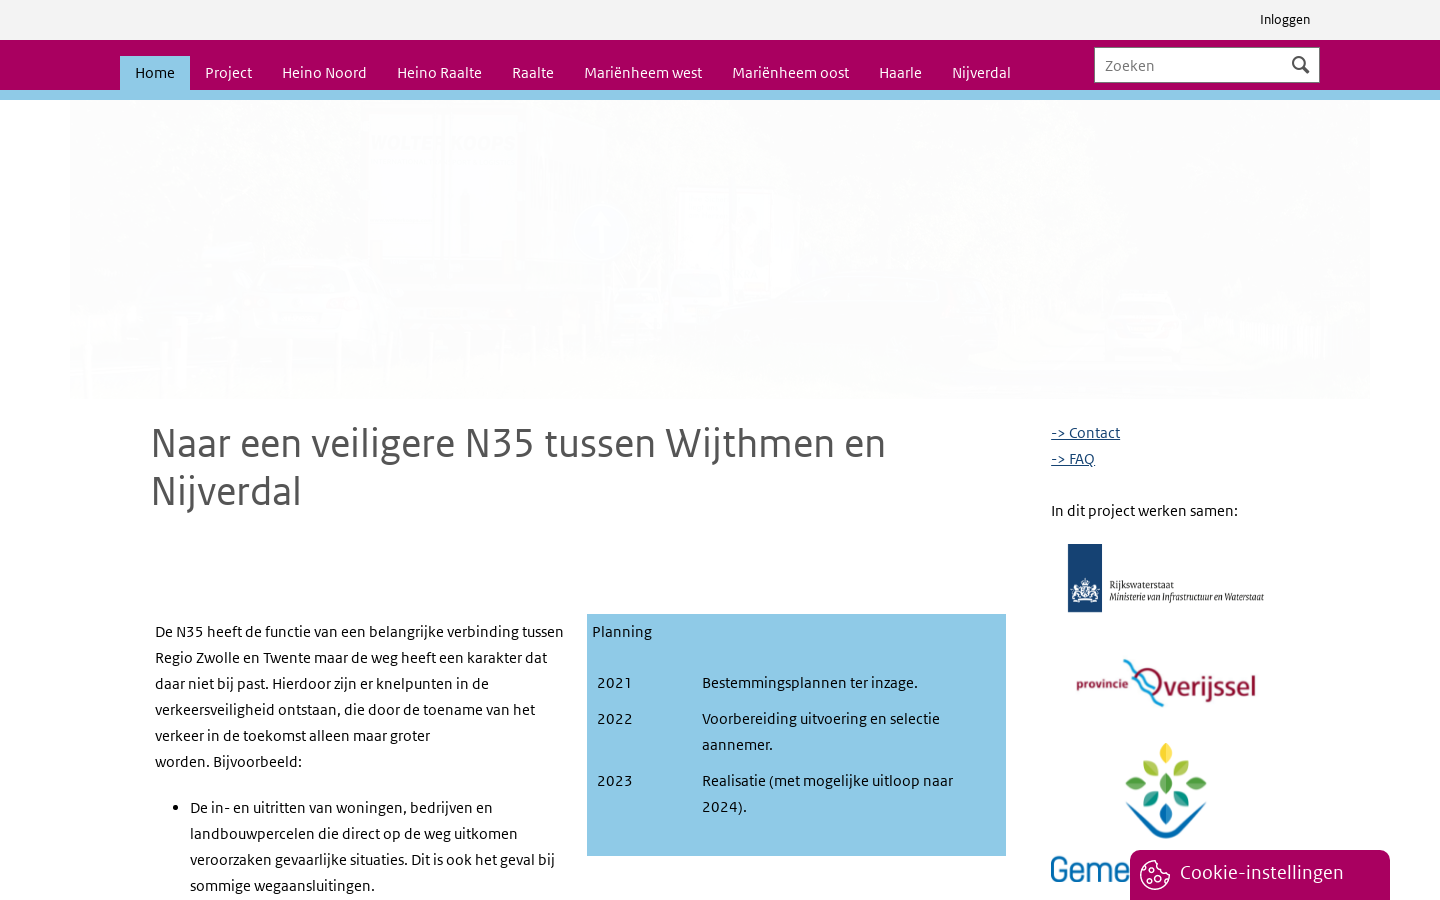 Inloggen
Home Project Heino Noord Heino Raalte Raalte Mariënheem west Mariënheem oost Haarle Nijverdal
Zoeken
Naar een veiligere N35 tussen Wijthmen en
Nijverdal
De N35 heeft de functie van een belangrijke verbinding tussen
Regio Zwolle en Twente maar de weg heeft een karakter dat
daar niet bij past. Hierdoor zijn er knelpunten in de
verkeersveiligheid ontstaan, die door de toename van het
verkeer in de toekomst alleen maar groter
worden. Bijvoorbeeld:
De in- en uitritten van woningen, bedrijven en
landbouwpercelen die direct op de weg uitkomen
veroorzaken gevaarlijke situaties. Dit is ook het geval bij
sommige wegaansluitingen.
Planning
2021 Bestemmingsplannen ter inzage.
2022 Voorbereiding uitvoering en selectie
aannemer.
2023 Realisatie (met mogelijke uitloop naar
2024).
-> Contact
-> FAQ
In dit project werken samen:
Rijkswaterstaat
Ministerie van Infrastructuur en Waterstaat
provincie Overijssel
Geme
Cookie-instellingen